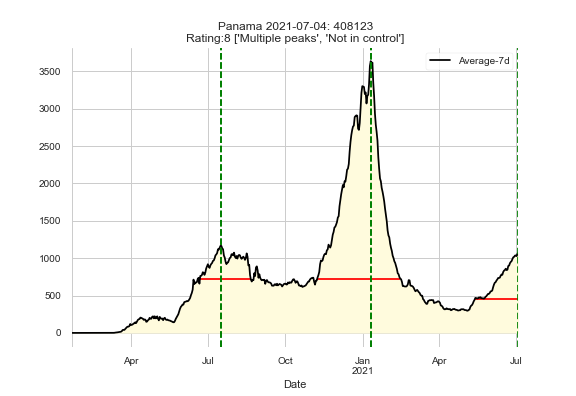 Panama 2021-07-04: 408123
Rating:8 ['Multiple peaks', 'Not in control']
Average-7d
3500
3000
2500
2000
1500
1000
500
0
Apr
Jul
Oct
Jan
2021
Apr
Jul
Date